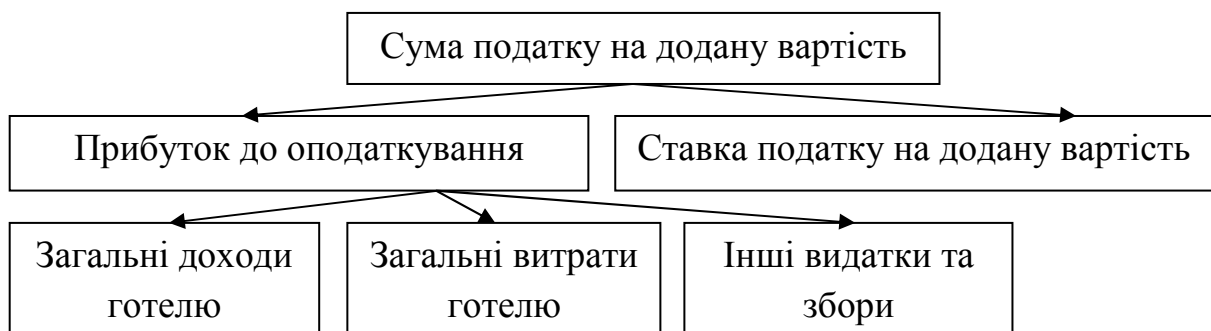 Сума податку на додану вартість
Прибуток до оподаткування
Ставка податку на додану вартість
Загальні доходи
готелю
Загальні витрати
готелю
Інші видатки та
збори